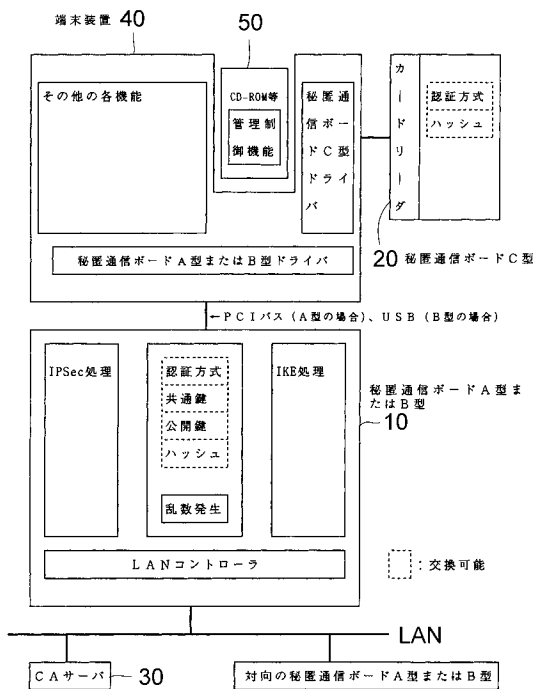 端末装置 40
50
その他の各機能
CD-ROM等
管理制
御機能
秘匿通
信ボー
ドC型
ドライ
バ
カードリーダ
認証方式
ハッシュ
20 秘匿通信ボードC型
秘匿通信ボードA型またはB型ドライバ
←PCIバス(A型の場合)、USB(B型の場合)
IPSec処理
認証方式
共通鍵
公開鍵
ハッシュ
乱数発生
IKE処理
秘匿通信ボードA型ま
たはB型
10
LANコントローラ
:交換可能
LAN
CAサーバ 30
対向の秘匿通信ボードA型またはB型